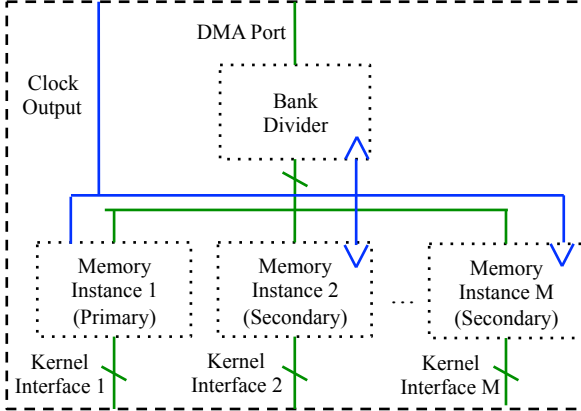 DMA Port
Clock
Output
Bank
Divider
Memory
Instance 1
(Primary)
Memory
Instance 2
(Secondary)
...
Memory
Instance M
(Secondary)
Kernel
Interface 1
Kernel
Interface 2
Kernel
Interface M